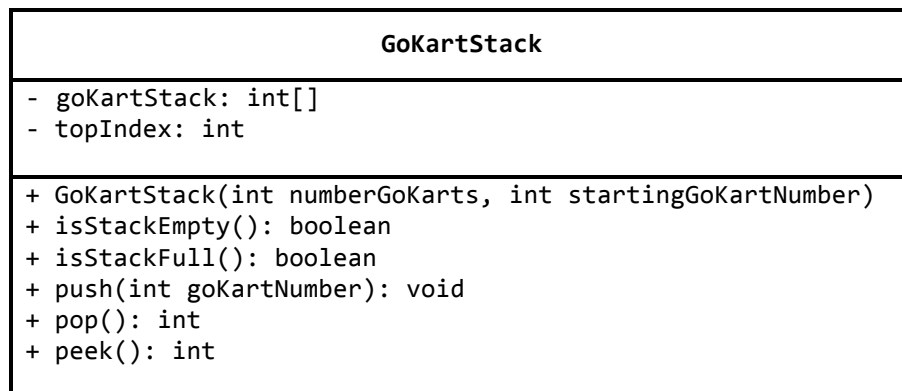 GoKartStack
- goKartStack: int[]
- topIndex: int
+ GoKartStack(int numberGoKarts, int startingGoKartNumber)
+ isStackEmpty(): boolean
+ isStackFull(): boolean
+ push(int goKartNumber): void
+ pop(): int
+ peek(): int